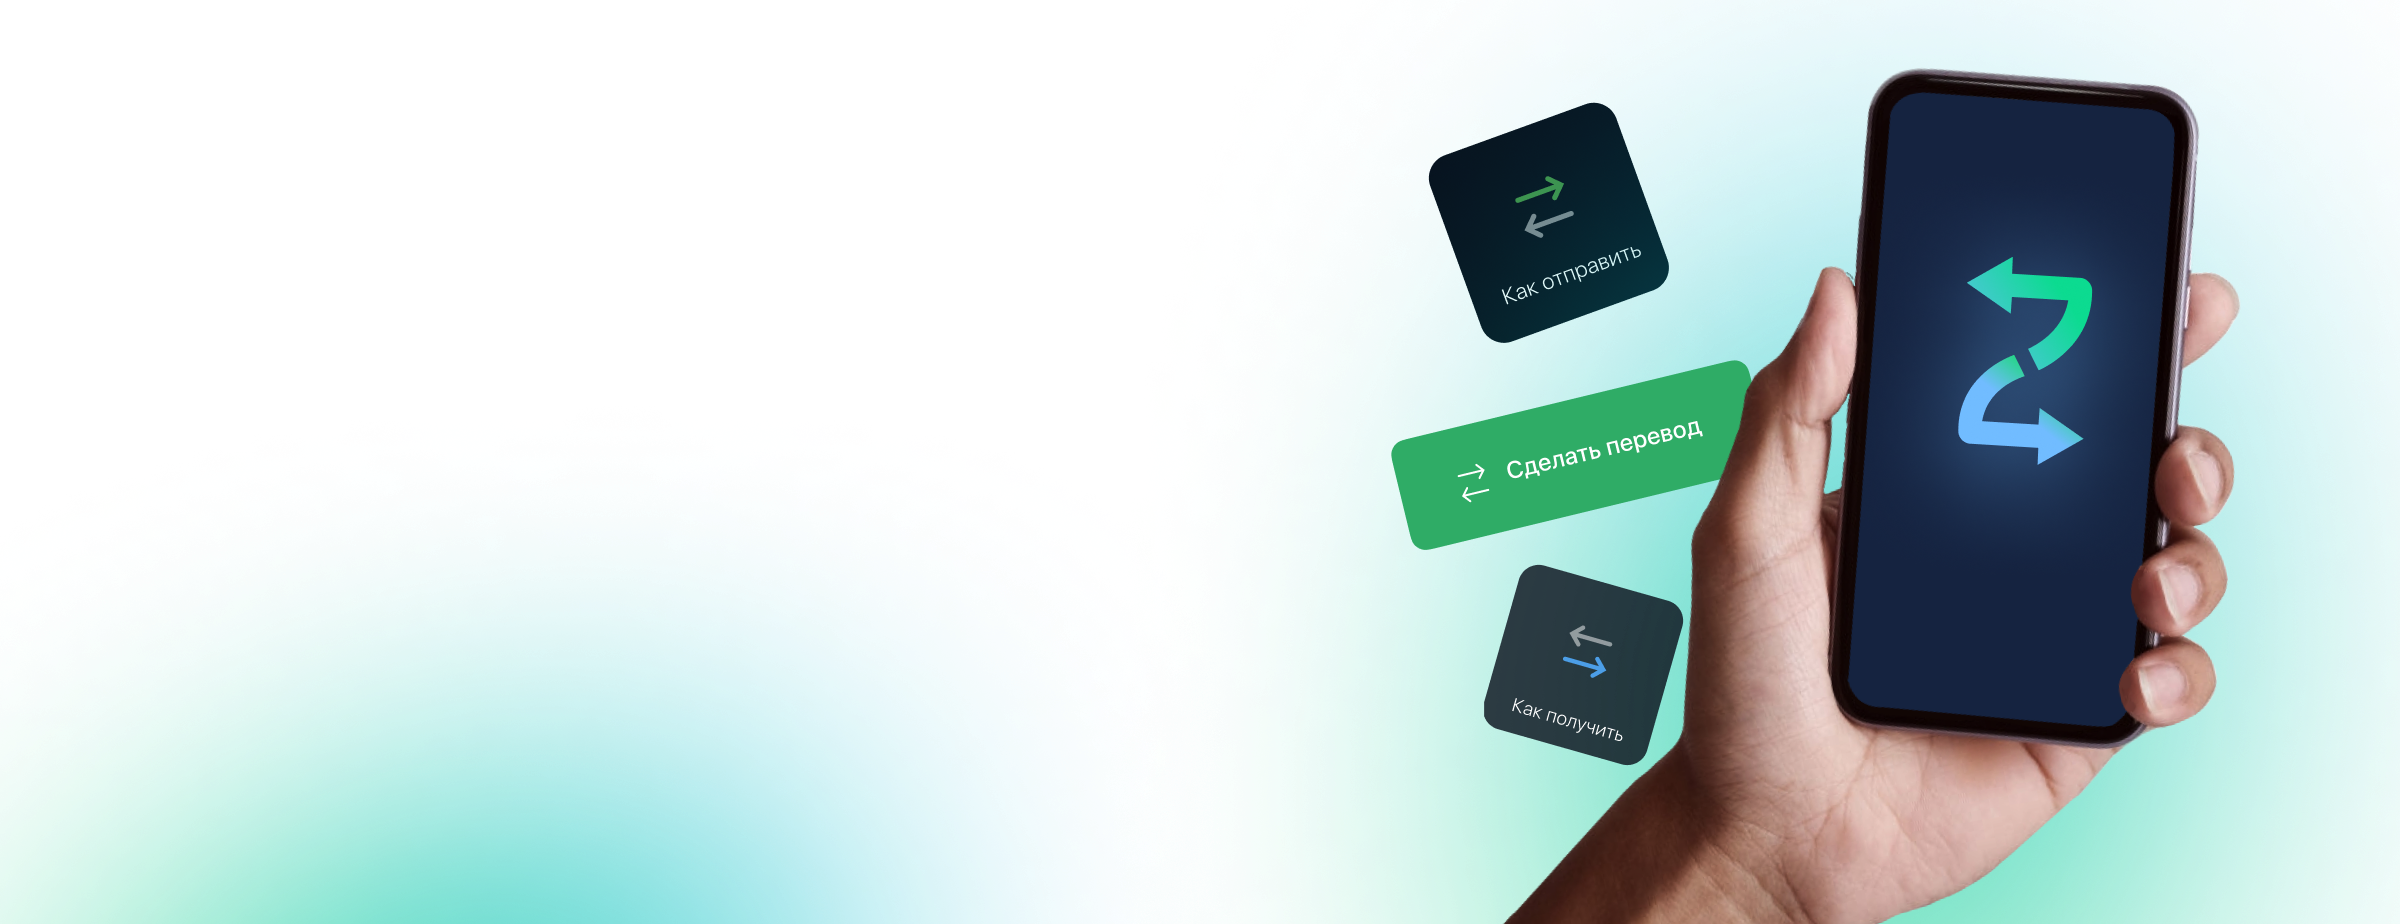 Как отправить
Сделать перевод
Как получить